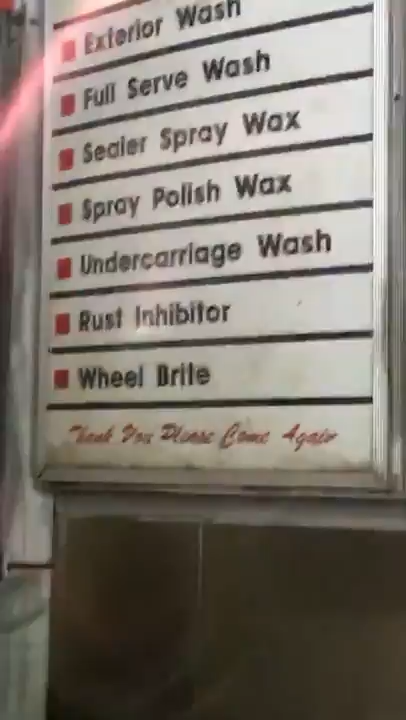 Exterior Wash
Full Serve Wash
Sealer Spray Wax
Spray Polish Wax
Undercarriage Wash
Rust Inhibitor
Wheel Brite
Thank You Please Come Again